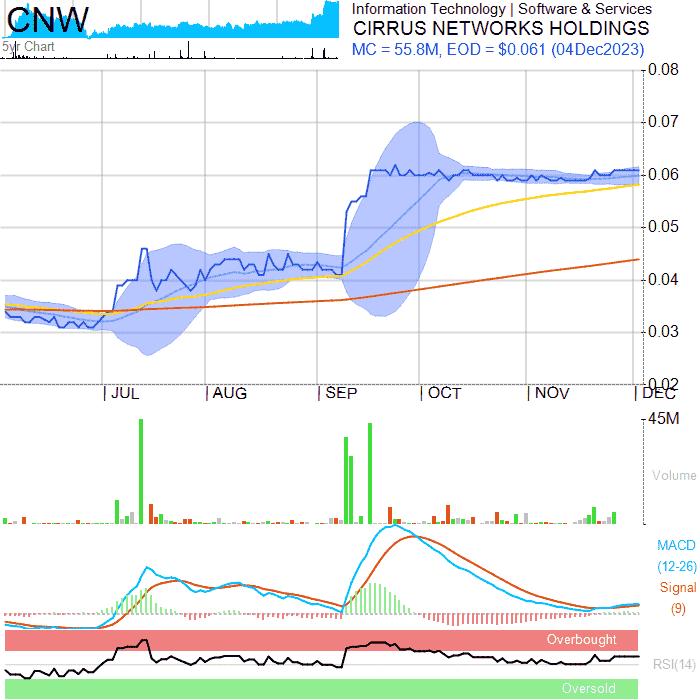 CNW
5yr Chart
Information Technology | Software & Services
CIRRUS NETWORKS HOLDINGS
MC = 55.8M, EOD = $0.061 (04Dec2023)
0.08
0.07
0.06
0.05
0.04
0.03
0.02
JUL AUG SEP OCT NOV DEC
45M
Volume
MACD
(12-26)
Signal
(9)
Overbought
RSI(14)
Oversold